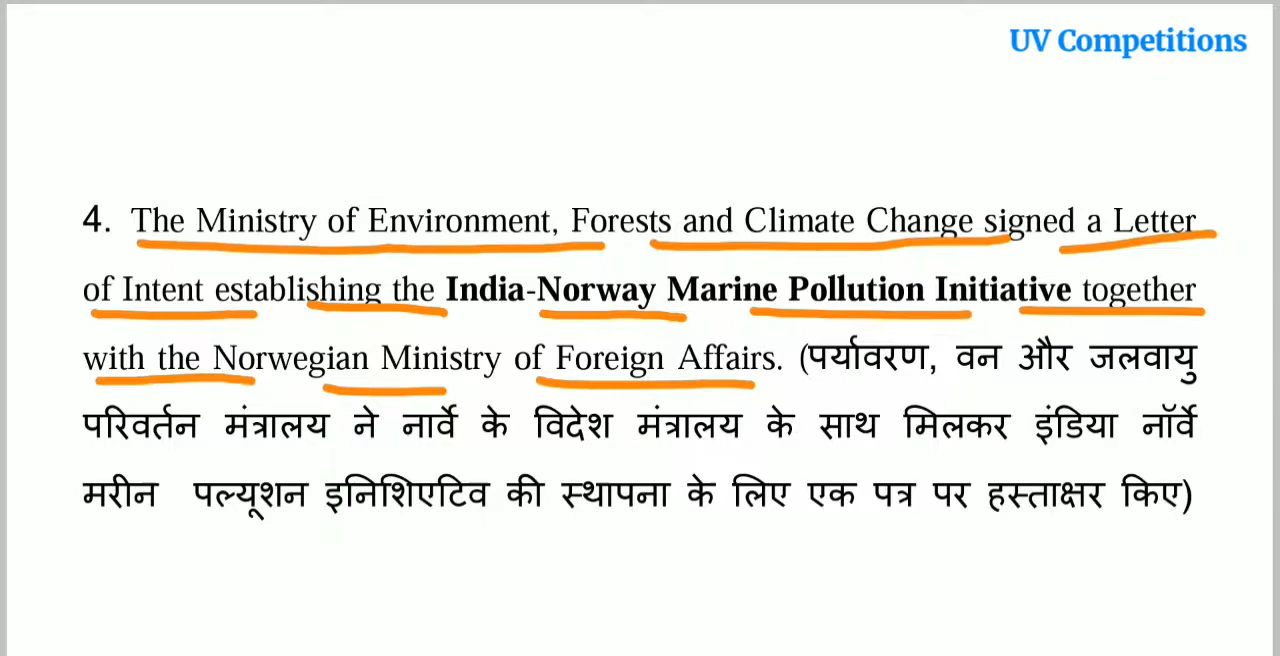 UV Competitions
4. The Ministry of Environment, Forests and Climate Change signed a Letter
of Intent establishing the India-Norway Marine Pollution Initiative together
with the Norwegian Ministry of Foreign Affairs. (पर्यावरण, वन और जलवायु
परिवर्तन मंत्रालय ने नार्वे के विदेश मंत्रालय के साथ मिलकर इंडिया नॉर्वे
मरीन पल्यूशन इनिशिएटिव की स्थापना के लिए एक पत्र पर हस्ताक्षर किए)